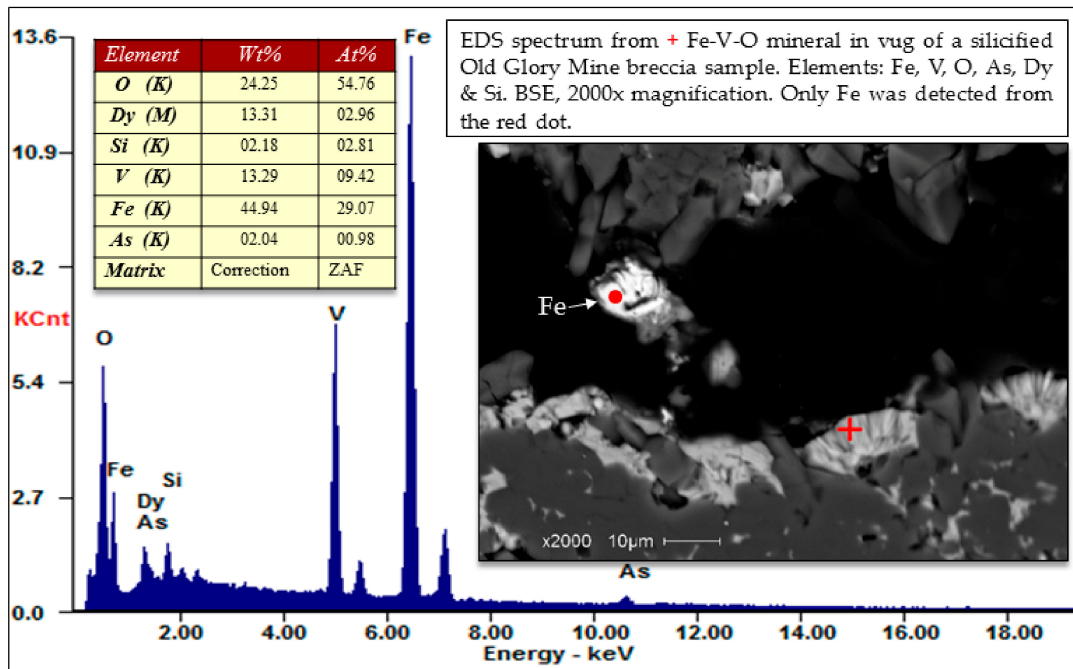 EDS spectrum from + Fe-V-O mineral in vug of a silicified
Old Glory Mine breccia sample. Elements: Fe, V, O, As, Dy
& Si. BSE, 2000x magnification. Only Fe was detected from
the red dot.
Element Wt% At%
O (K) 24.25 54.76
Dy (M) 13.31 02.96
Si (K) 02.18 02.81
V (K) 13.29 09.42
Fe (K) 44.94 29.07
As (K) 02.04 00.98
Matrix Correction ZAF
13.6
10.9
8.2
KCnt
5.4
2.7
0.0
Fe
V
O
Fe
Si
Dy
As
As
Fe
x2000 10µm
2.00 4.00 6.00 8.00 10.00 12.00 14.00 16.00 18.00
Energy - keV